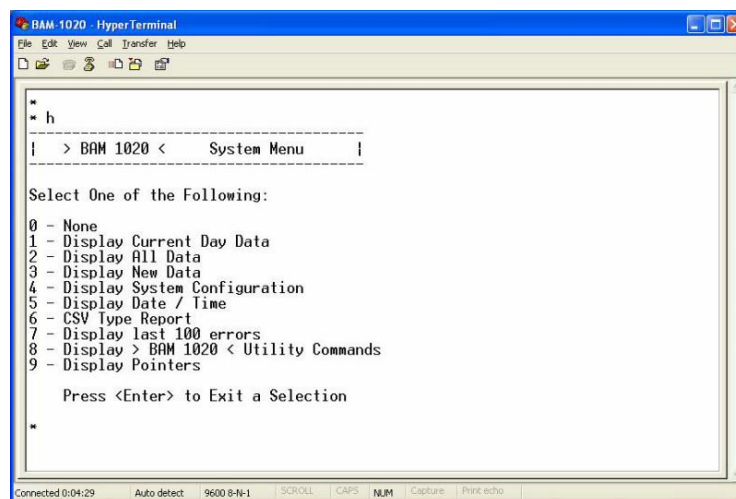 BAM-1020 - HyperTerminal
File Edit View Call Transfer Help
*
* h
----------------------------------------
| > BAM 1020 < System Menu |
----------------------------------------
Select One of the Following:
0 - None
1 - Display Current Day Data
2 - Display All Data
3 - Display New Data
4 - Display System Configuration
5 - Display Date / Time
6 - CSV Type Report
7 - Display last 100 errors
8 - Display > BAM 1020 < Utility Commands
9 - Display Pointers
Press <Enter> to Exit a Selection
*
Connected 0:04:29 Auto detect 9600 8-N-1 SCROLL CAPS NUM Capture Print echo